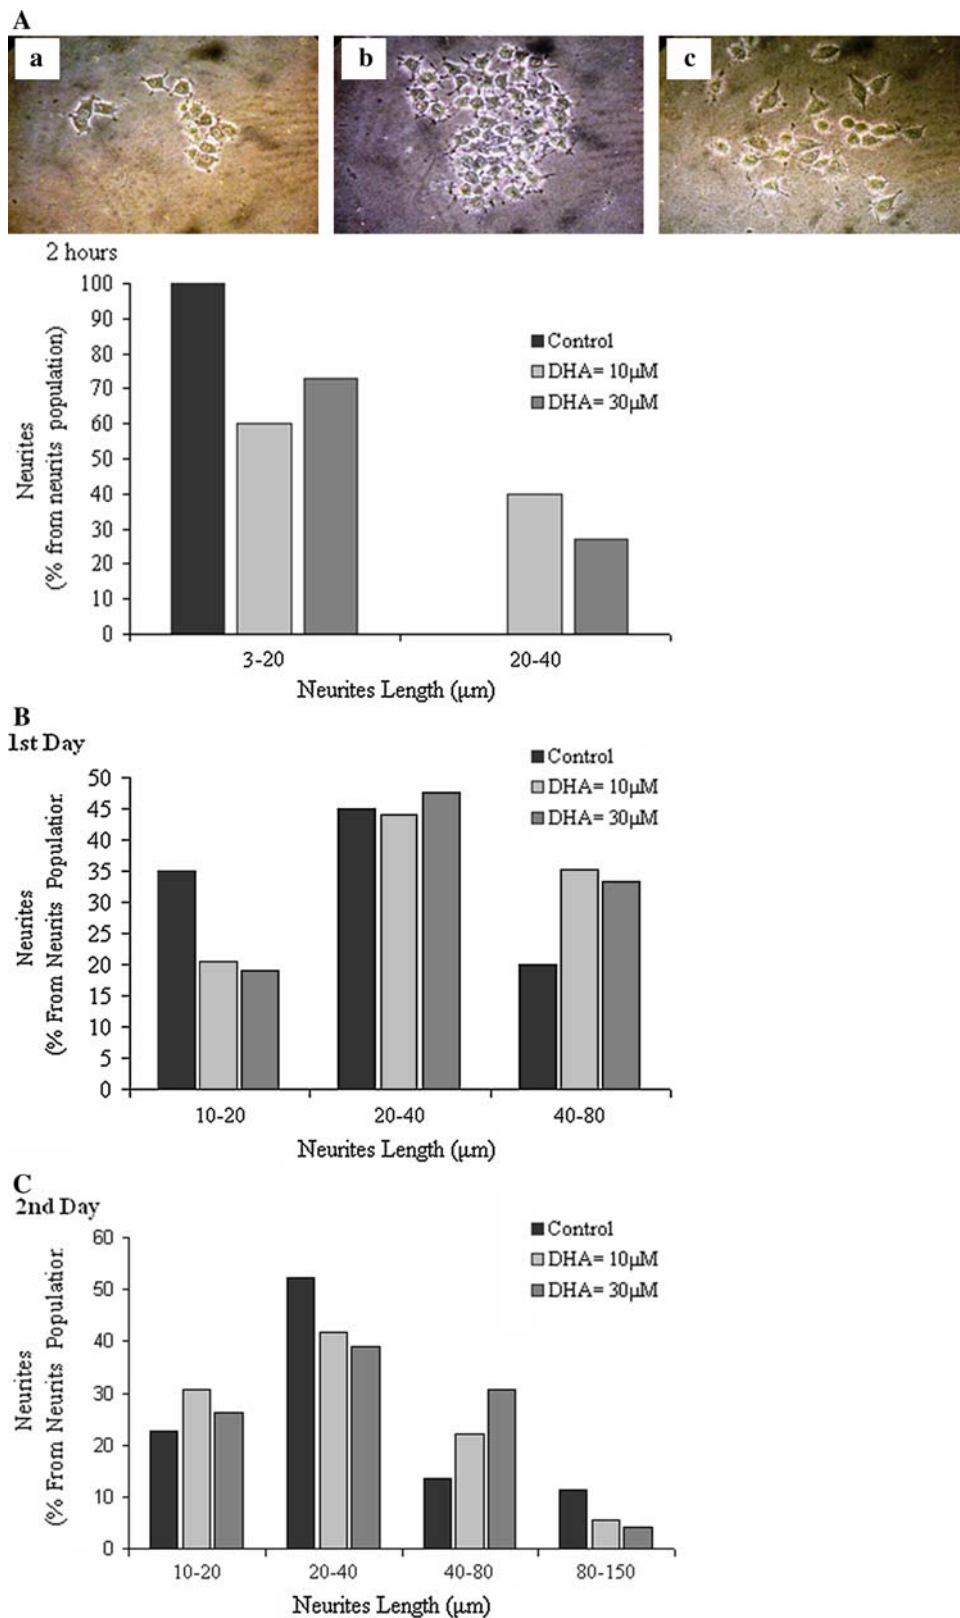 A
a
b
c
2 hours
100
90
80
70
60
50
40
30
20
10
0
Neurites
(% from neurits population)
Control
DHA= 10µM
DHA= 30µM
3-20
20-40
Neurites Length (µm)
B
1st Day
50
45
40
35
30
25
20
15
10
5
0
Neurites
(% From Neurits Population
Control
DHA= 10µM
DHA= 30µM
10-20
20-40
40-80
Neurites Length (µm)
C
2nd Day
60
50
40
30
20
10
0
Neurites
(% From Neurits Population
Control
DHA= 10µM
DHA= 30µM
10-20
20-40
40-80
80-150
Neurites Length (µm)